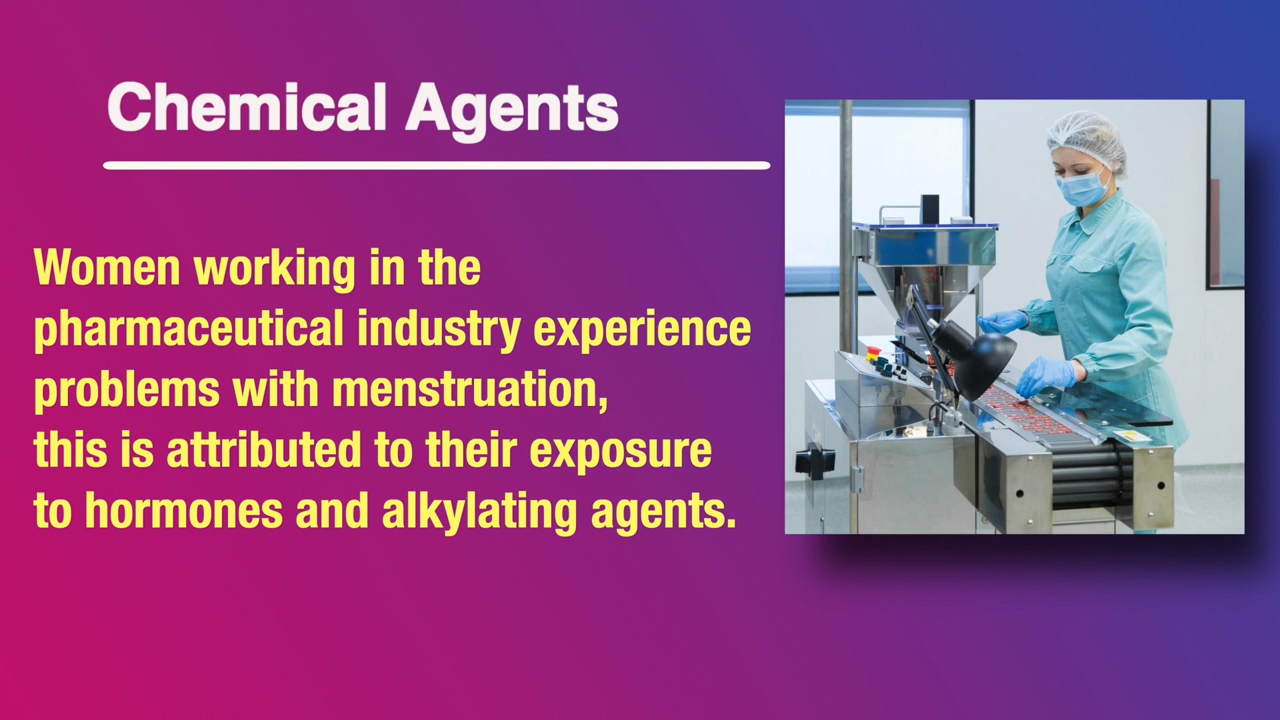 Chemical Agents
Women working in the
pharmaceutical industry experience
problems with menstruation,
this is attributed to their exposure
to hormones and alkylating agents.